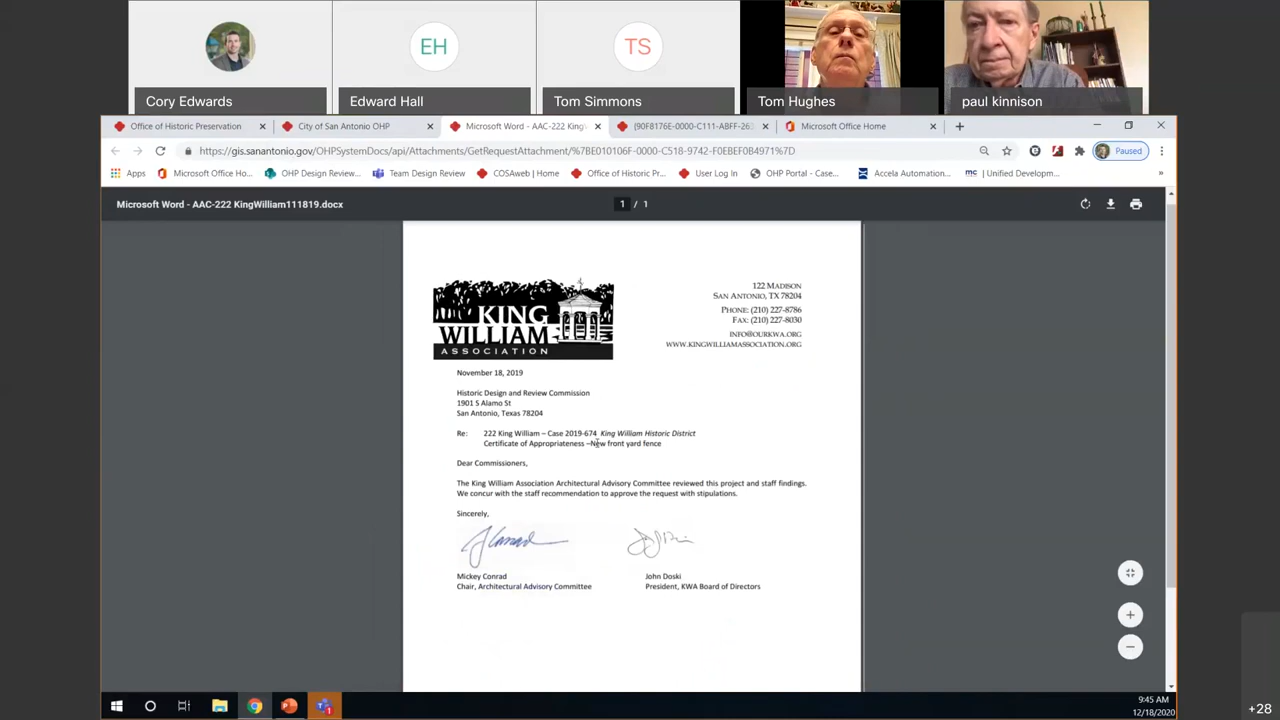 EH
TS
Cory Edwards
Edward Hall
Tom Simmons
Tom Hughes
paul kinnison
Office of Historic Preservation
City of San Antonio OHP
Microsoft Word - AAC-222 King
{90F8176E-0000-C111-ABFF-263
Microsoft Office Home
https://gis.sanantonio.gov/OHPSystemDocs/api/Attachments/GetRequestAttachment/%7BE010106F-0000-C518-9742-F0EBEF0B4971%7D
Paused
Apps
Microsoft Office Ho...
OHP Design Review...
Team Design Review
COSAweb | Home
Office of Historic Pr...
User Log In
OHP Portal - Case...
Accela Automation...
mc | Unified Developm...
»
Microsoft Word - AAC-222 KingWilliam111819.docx
1 / 1
KING
WILLIAM
ASSOCIATION
122 MADISON
SAN ANTONIO, TX 78204
PHONE: (210) 227-8786
FAX: (210) 227-8030
INFO@OURKWA.ORG
WWW.KINGWILLIAMASSOCIATION.ORG
November 18, 2019
Historic Design and Review Commission
1901 S Alamo St
San Antonio, Texas 78204
Re: 222 King William – Case 2019-674 King William Historic District
Certificate of Appropriateness –New front yard fence
Dear Commissioners,
The King William Association Architectural Advisory Committee reviewed this project and staff findings.
We concur with the staff recommendation to approve the request with stipulations.
Sincerely,
Mickey Conrad
Chair, Architectural Advisory Committee
John Doski
President, KWA Board of Directors
9:45 AM
12/18/2020
+28